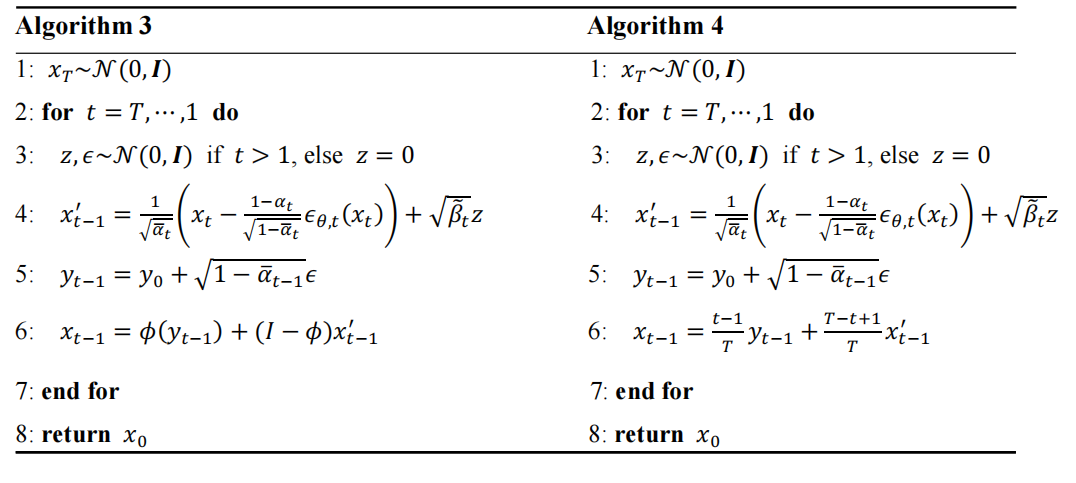 Algorithm 3
1: x_T~𝒩(0, I)
2: for t = T, ⋯ ,1 do
3: z, ϵ~𝒩(0, I) if t > 1, else z = 0
4: x′_{t−1} = 1/√ᾱ_t (x_t − (1−α_t)/√(1−ᾱ_t) ϵ_{θ,t}(x_t)) + √β̃_t z
5: y_{t−1} = y_0 + √(1 − ᾱ_{t−1}) ϵ
6: x_{t−1} = ϕ(y_{t−1}) + (I − ϕ)x′_{t−1}
7: end for
8: return x_0
Algorithm 4
1: x_T~𝒩(0, I)
2: for t = T, ⋯ ,1 do
3: z, ϵ~𝒩(0, I) if t > 1, else z = 0
4: x′_{t−1} = 1/√ᾱ_t (x_t − (1−α_t)/√(1−ᾱ_t) ϵ_{θ,t}(x_t)) + √β̃_t z
5: y_{t−1} = y_0 + √(1 − ᾱ_{t−1}) ϵ
6: x_{t−1} = (t−1)/T y_{t−1} + (T−t+1)/T x′_{t−1}
7: end for
8: return x_0